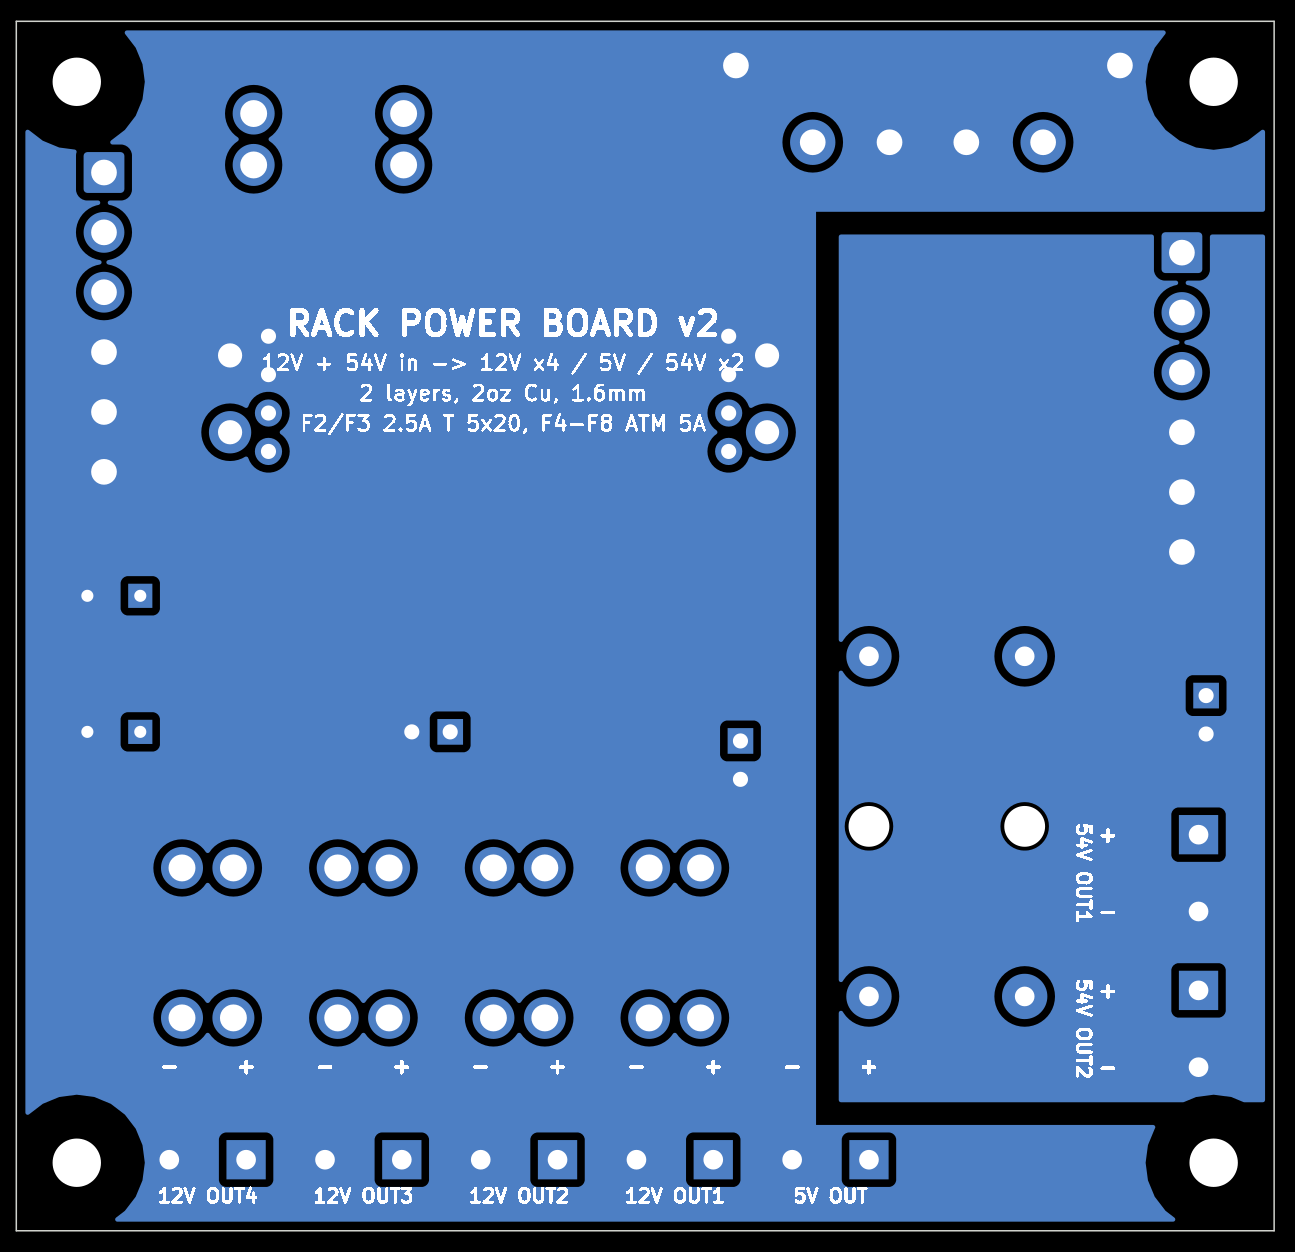 RACK POWER BOARD v2
12V + 54V in -> 12V x4 / 5V / 54V x2
2 layers, 2oz Cu, 1.6mm
F2/F3 2.5A T 5x20, F4-F8 ATM 5A
+
54V OUT1
-
+
54V OUT2
-
- + - + - + - + - +
12V OUT4 12V OUT3 12V OUT2 12V OUT1 5V OUT